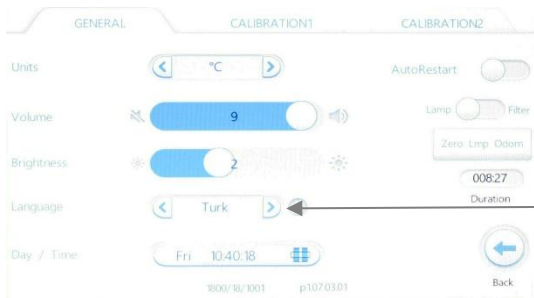 GENERAL CALIBRATION1 CALIBRATION2
Units °C AutoRestart
Volume 9 Lamp Filter
Zero Lmp Odom
Brightness 2
008:27
Duration
Language Turk
Day / Time Fri 10:40:18
Back
1800/18/1001 p107.03.01